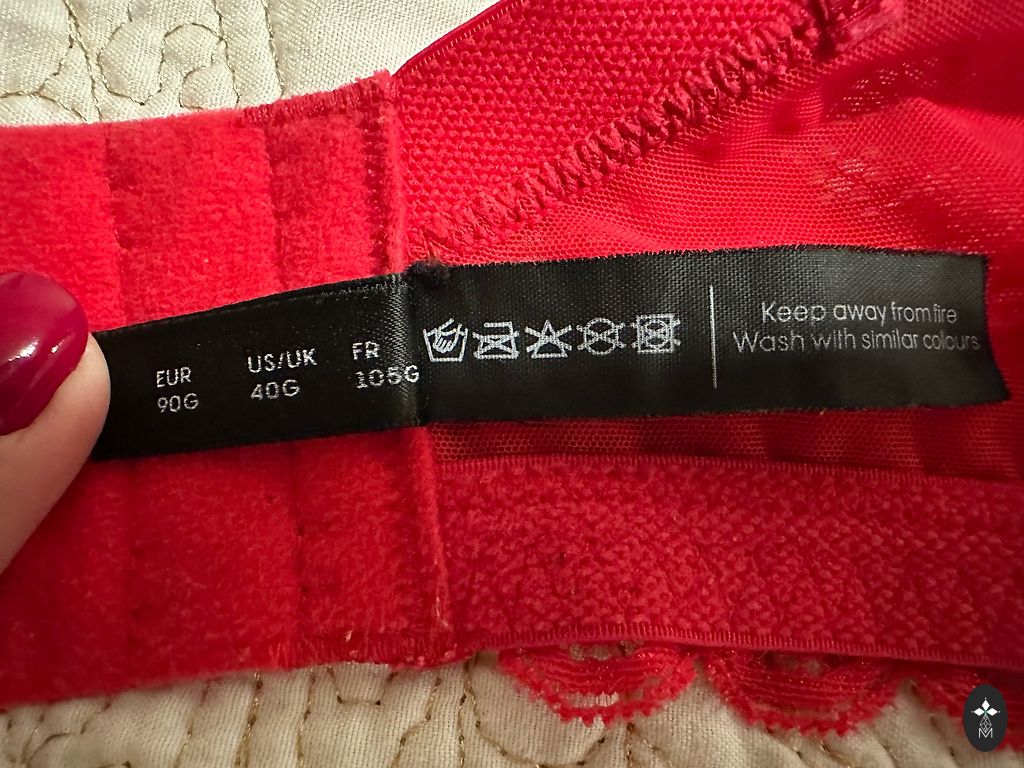 EUR
90G
US/UK
40G
FR
105G
Keep away from fire
Wash with similar colours
M